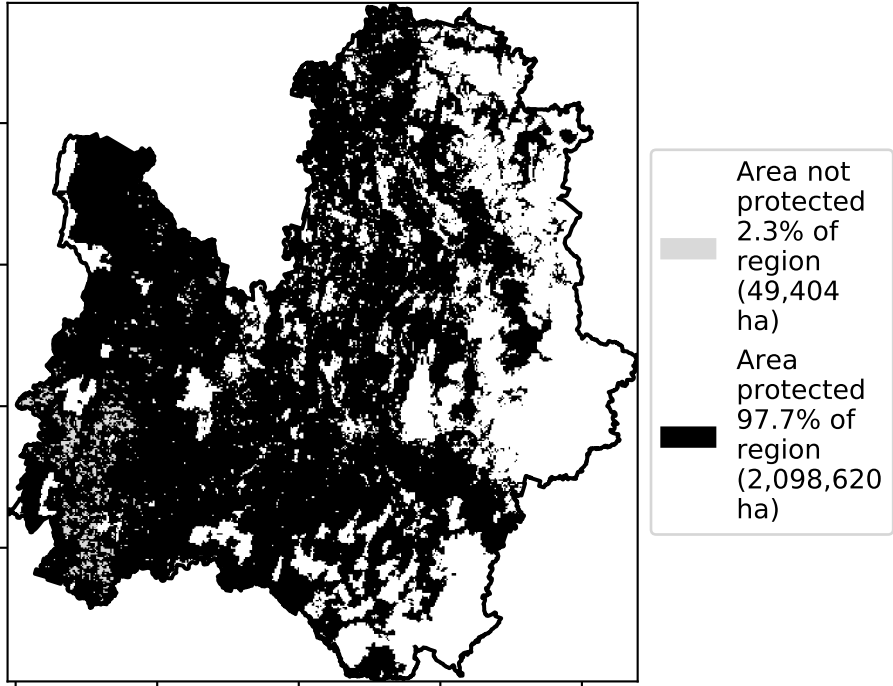 Area not
protected
2.3% of
region
(49,404
ha)
Area
protected
97.7% of
region
(2,098,620
ha)